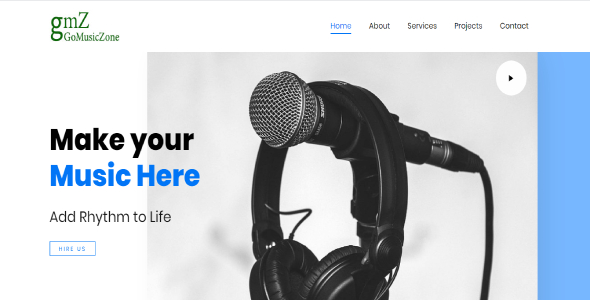 gmZ
GoMusicZone
Home About Services Projects Contact
Make your
Music Here
Add Rhythm to Life
HIRE US